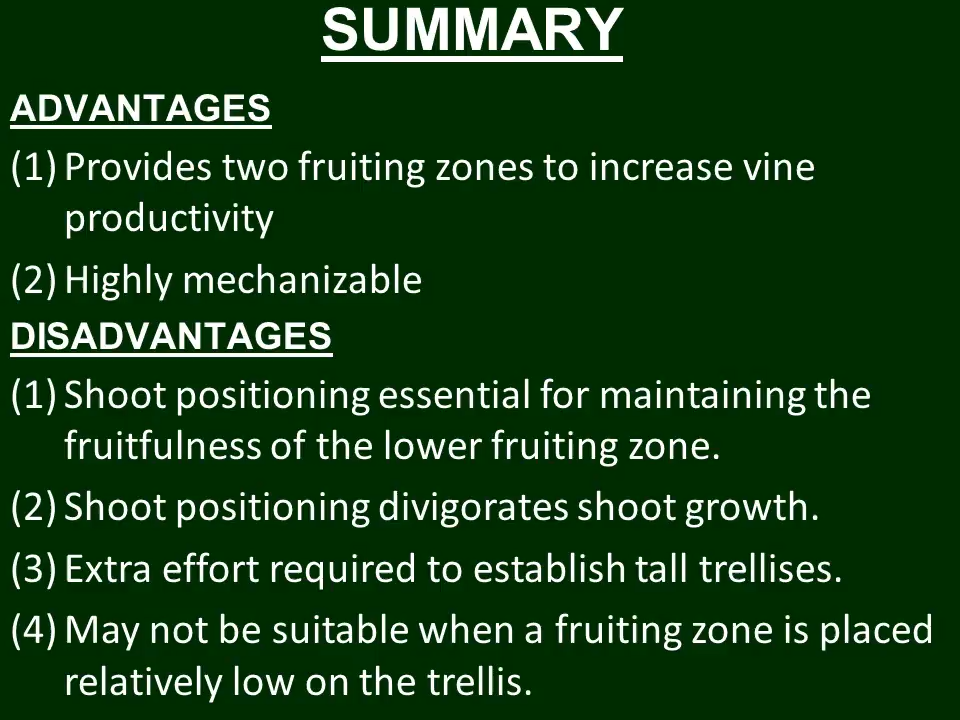 SUMMARY
ADVANTAGES
(1) Provides two fruiting zones to increase vine
productivity
(2) Highly mechanizable
DISADVANTAGES
(1) Shoot positioning essential for maintaining the
fruitfulness of the lower fruiting zone.
(2) Shoot positioning divigorates shoot growth.
(3) Extra effort required to establish tall trellises.
(4) May not be suitable when a fruiting zone is placed
relatively low on the trellis.